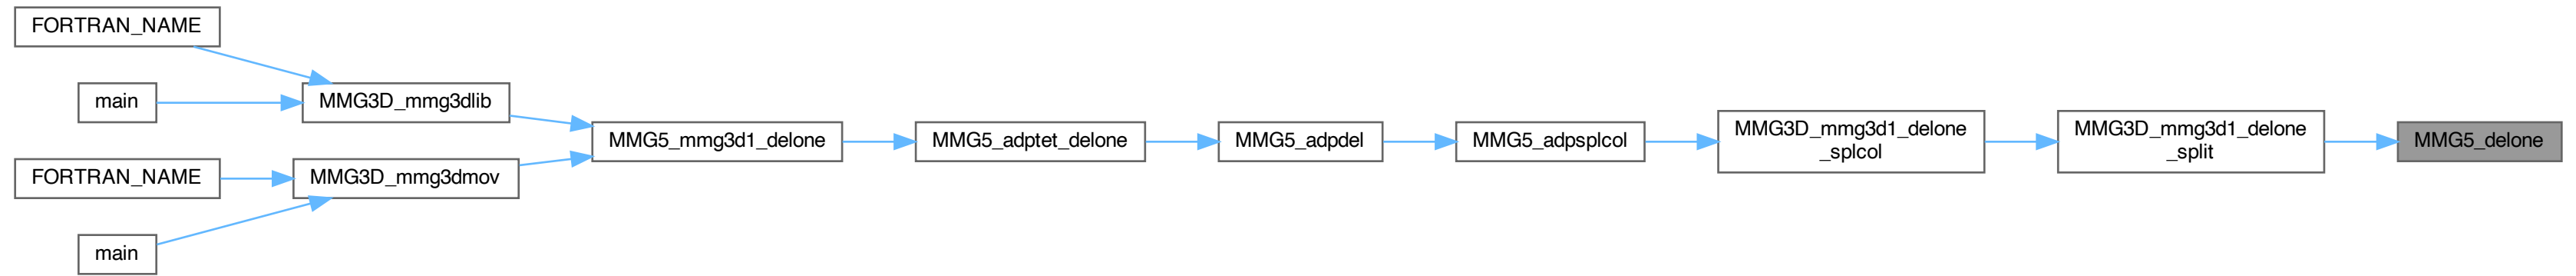 FORTRAN_NAME
main
MMG3D_mmg3dlib
FORTRAN_NAME
MMG3D_mmg3dmov
main
MMG5_mmg3d1_delone
MMG5_adptet_delone
MMG5_adpdel
MMG5_adpsplcol
MMG3D_mmg3d1_delone
_splcol
MMG3D_mmg3d1_delone
_split
MMG5_delone